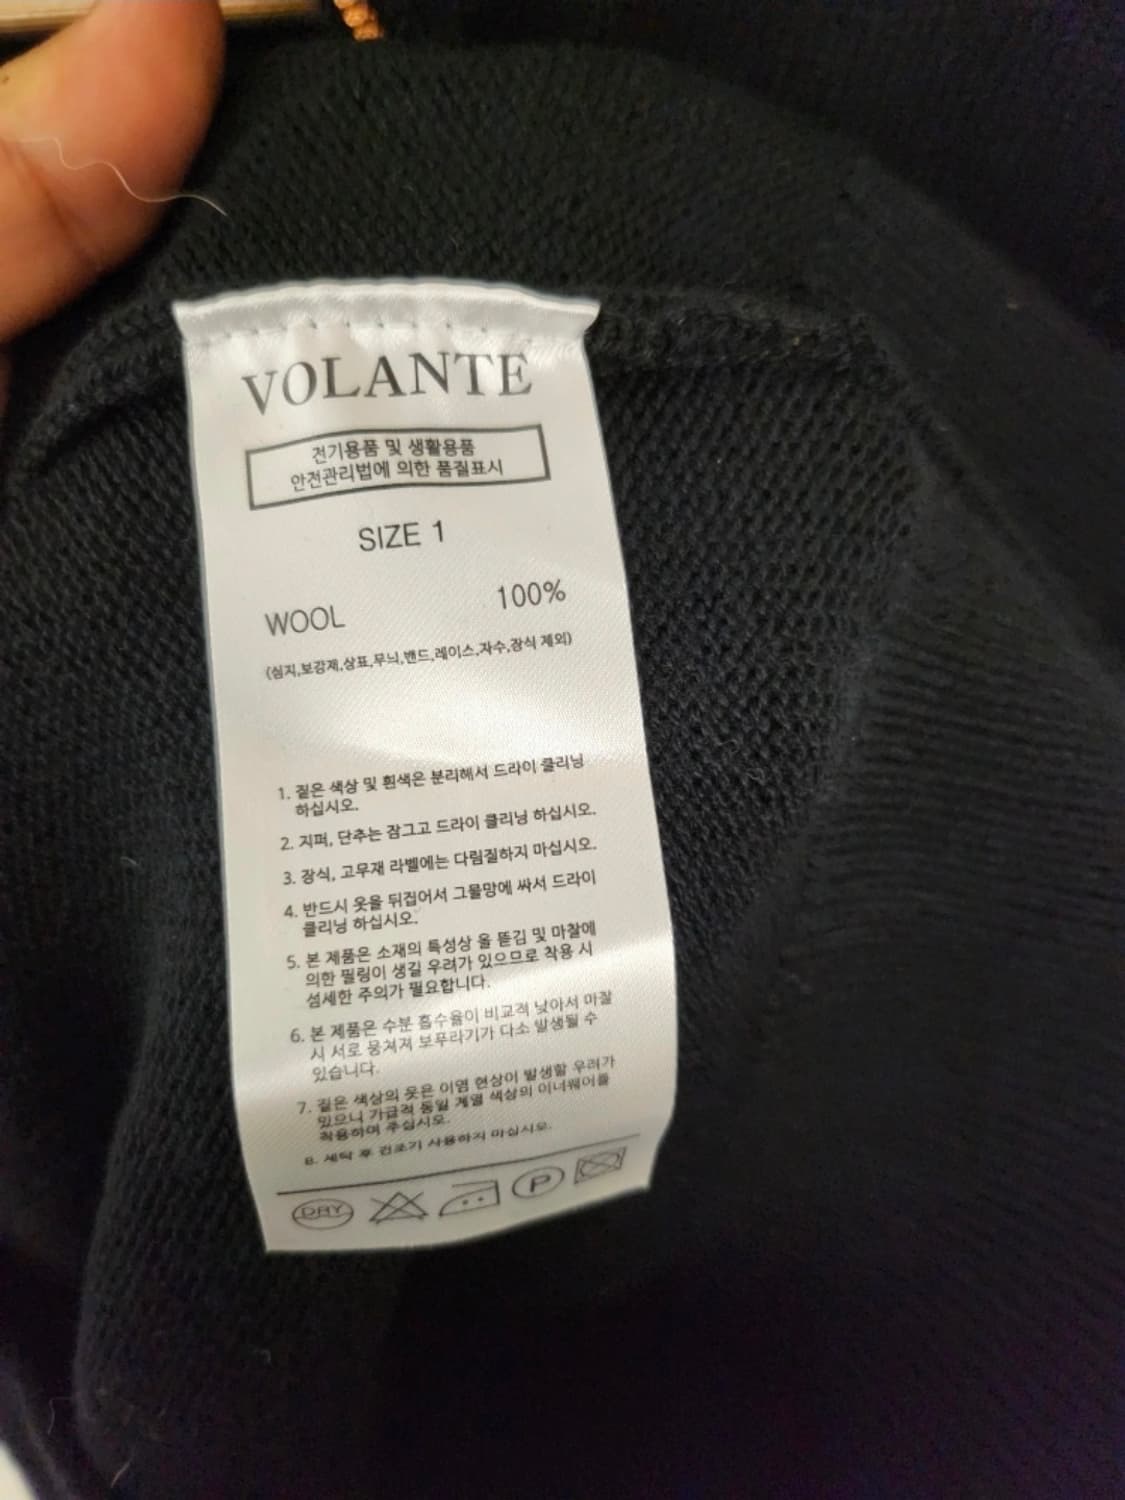 VOLANTE
전기용품 및 생활용품
안전관리법에 의한 품질표시
SIZE 1
WOOL 100%
(심지,보강재,상표,무늬,밴드,레이스,자수,장식 제외)
1. 짙은 색상 및 흰색은 분리해서 드라이 클리닝
하십시오.
2. 지퍼, 단추는 잠그고 드라이 클리닝 하십시오.
3. 장식, 고무재 라벨에는 다림질하지 마십시오.
4. 반드시 옷을 뒤집어서 그물망에 싸서 드라이
클리닝 하십시오.
5. 본 제품은 소재의 특성상 올 뜯김 및 마찰에
의한 필링이 생길 우려가 있으므로 착용 시
섬세한 주의가 필요합니다.
6. 본 제품은 수분 흡수율이 비교적 낮아서 마찰
시 서로 뭉쳐져 보푸라기가 다소 발생될 수
있습니다.
7. 짙은 색상의 옷은 이염 현상이 발생할 우려가
있으니 가급적 동일 계열 색상의 이너웨어를
착용하여 주십시오.
8. 세탁 후 건조기 사용하지 마십시오.
DRY P